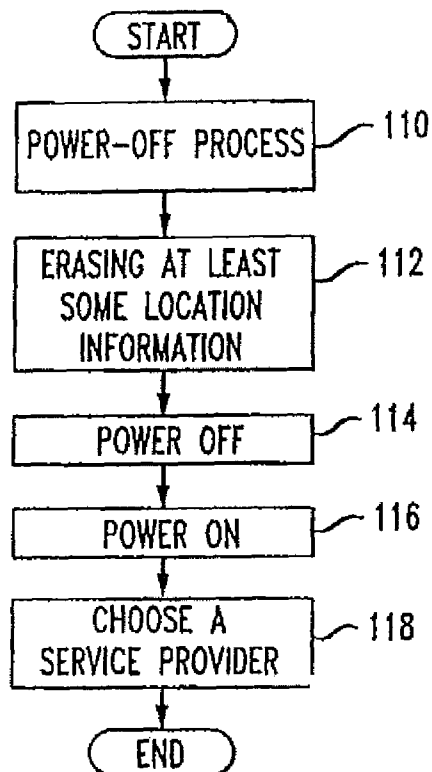 START
POWER-OFF PROCESS
110
ERASING AT LEAST
SOME LOCATION
INFORMATION
112
POWER OFF
114
POWER ON
116
CHOOSE A
SERVICE PROVIDER
118
END